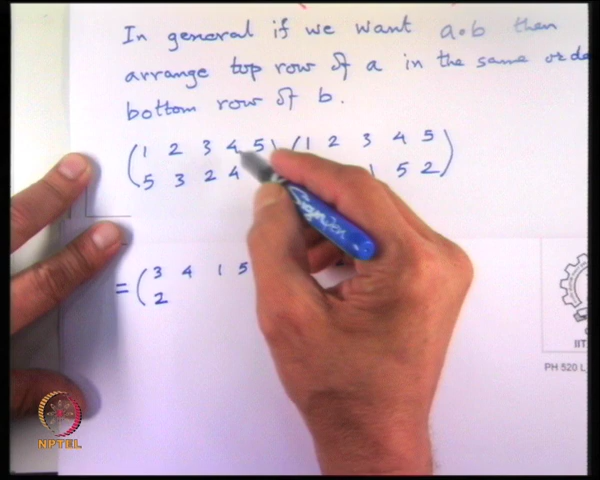 In general if we want a∘b then
arrange top row of a in the same orde
bottom row of b.
(1 2 3 4 5) (1 2 3 4 5)
(5 3 2 4 1 5 2)
= (3 4 1 5
(2
IIT
PH 520 L
NPTEL